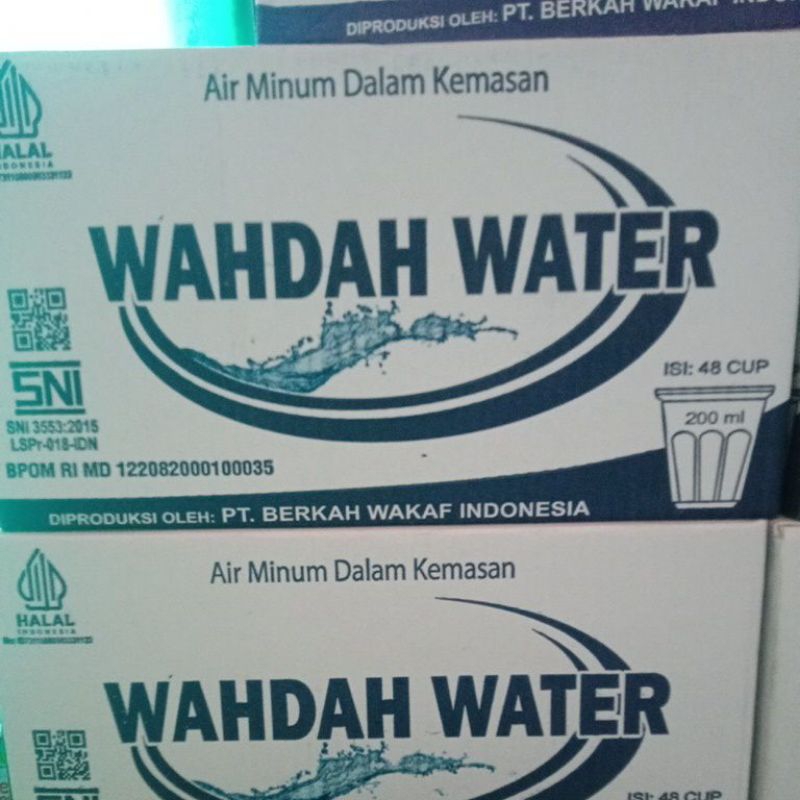 DIPRODUKSI OLEH: PT. BERKAH WAKAF INDONESIA
Air Minum Dalam Kemasan
HALAL
INDONESIA
WAHDAH WATER
SNI
SNI 3553:2015
LSPr-018-IDN
BPOM RI MD 122082000100035
ISI: 48 CUP
200 ml
DIPRODUKSI OLEH: PT. BERKAH WAKAF INDONESIA
Air Minum Dalam Kemasan
HALAL
INDONESIA
WAHDAH WATER
SNI
ISI: 48 CUP